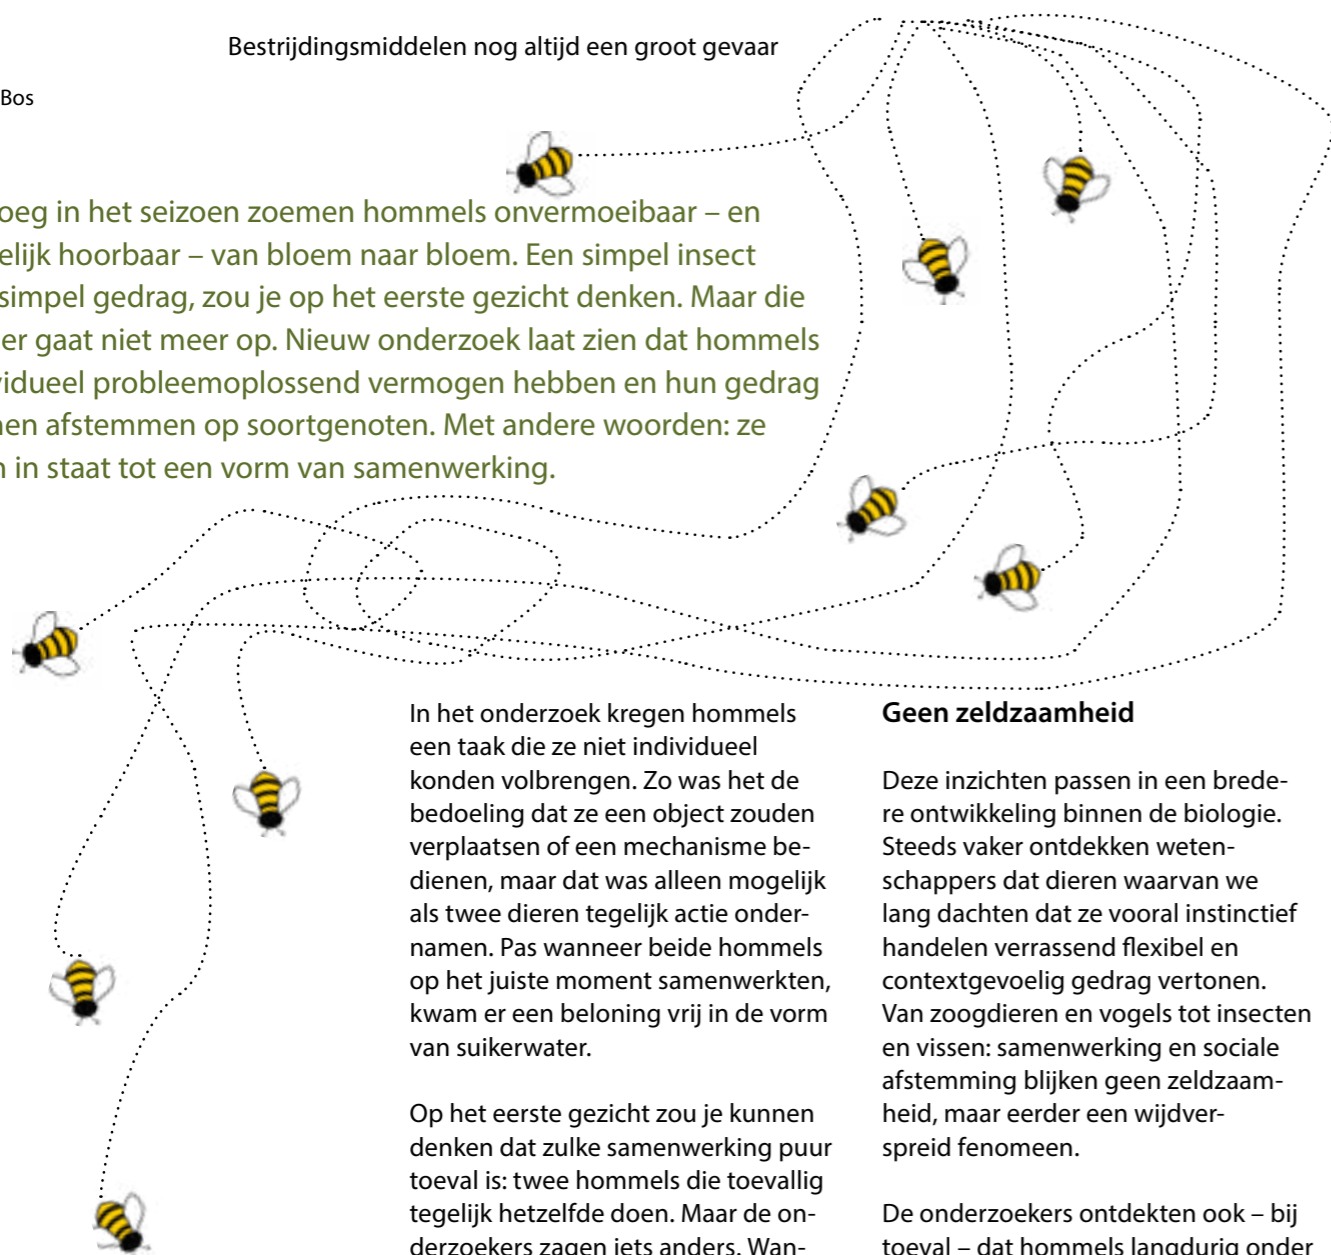 Bestrijdingsmiddelen nog altijd een groot gevaar
Bos
oeg in het seizoen zoemen hommels onvermoeibaar – en
elijk hoorbaar – van bloem naar bloem. Een simpel insect
simpel gedrag, zou je op het eerste gezicht denken. Maar die
er gaat niet meer op. Nieuw onderzoek laat zien dat hommels
vidueel probleemoplossend vermogen hebben en hun gedrag
nen afstemmen op soortgenoten. Met andere woorden: ze
n in staat tot een vorm van samenwerking.
In het onderzoek kregen hommels
een taak die ze niet individueel
konden volbrengen. Zo was het de
bedoeling dat ze een object zouden
verplaatsen of een mechanisme be-
dienen, maar dat was alleen mogelijk
als twee dieren tegelijk actie onder-
namen. Pas wanneer beide hommels
op het juiste moment samenwerkten,
kwam er een beloning vrij in de vorm
van suikerwater.
Op het eerste gezicht zou je kunnen
denken dat zulke samenwerking puur
toeval is: twee hommels die toevallig
tegelijk hetzelfde doen. Maar de on-
derzoekers zagen iets anders. Wan-
Geen zeldzaamheid
Deze inzichten passen in een brede-
re ontwikkeling binnen de biologie.
Steeds vaker ontdekken weten-
schappers dat dieren waarvan we
lang dachten dat ze vooral instinctief
handelen verrassend flexibel en
contextgevoelig gedrag vertonen.
Van zoogdieren en vogels tot insecten
en vissen: samenwerking en sociale
afstemming blijken geen zeldzaam-
heid, maar eerder een wijdver-
spreid fenomeen.
De onderzoekers ontdekten ook – bij
toeval – dat hommels langdurig onder